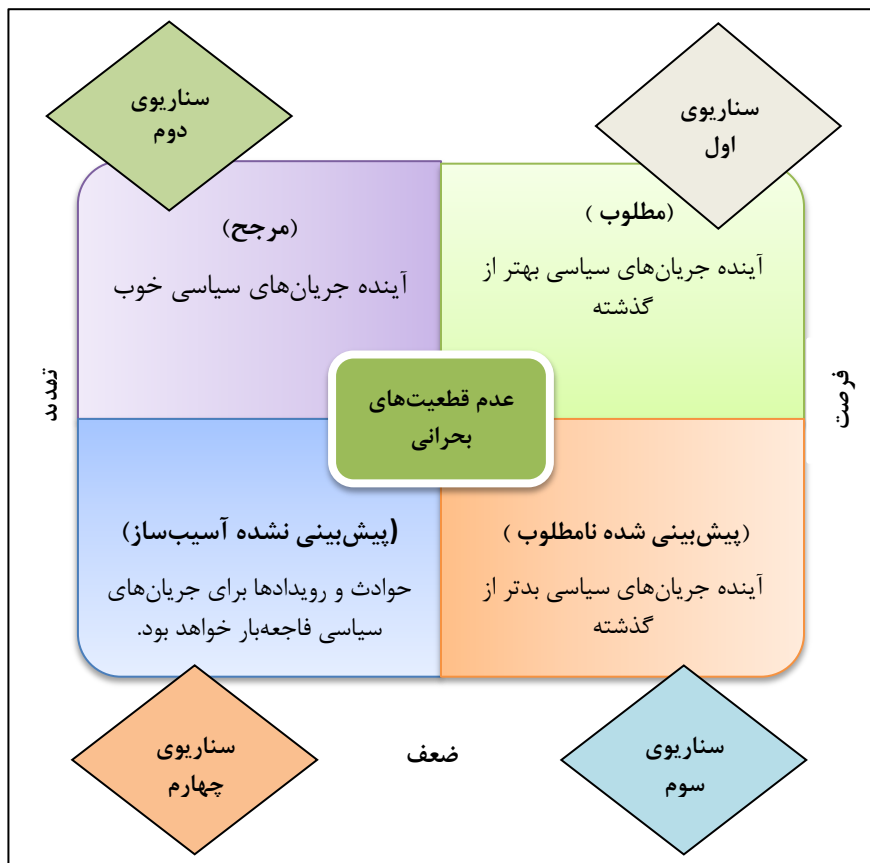 سناریوی
اول
سناریوی
دوم
(مطلوب )
آینده جریان‌های سیاسی بهتر از
گذشته
(مرجح)
آینده جریان‌های سیاسی خوب
فرصت
عدم قطعیت‌های
بحرانی
تهدید
(پیش‌بینی شده نامطلوب )
آینده جریان‌های سیاسی بدتر از
گذشته
(پیش‌بینی نشده آسیب‌ساز)
حوادث و رویدادها برای جریان‌های
سیاسی فاجعه‌بار خواهد بود.
سناریوی
سوم
ضعف
سناریوی
چهارم